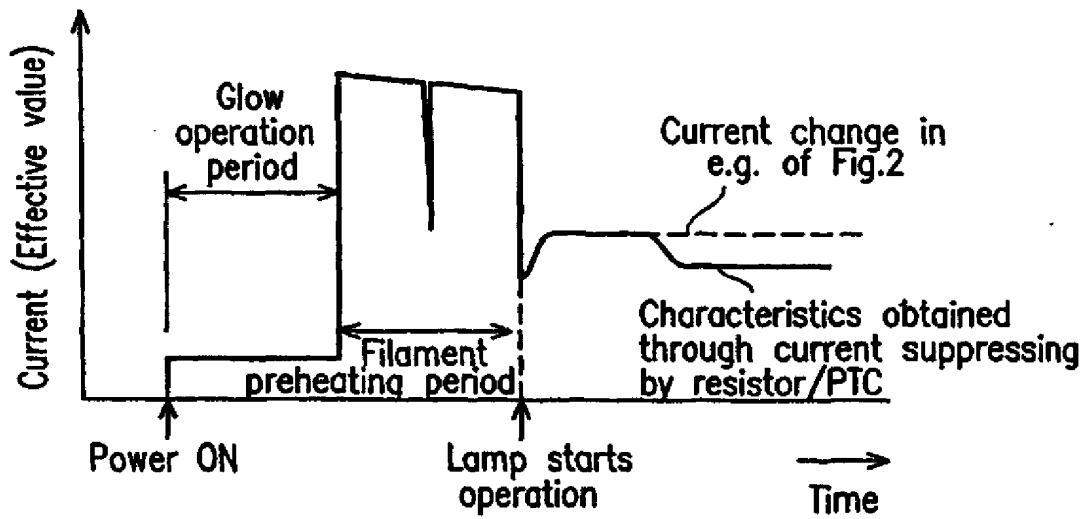 Current (Effective value)
Glow
operation
period
Current change in
e.g. of Fig.2
Filament
preheating period
Characteristics obtained
through current suppressing
by resistor/PTC
Power ON
Lamp starts
operation
Time